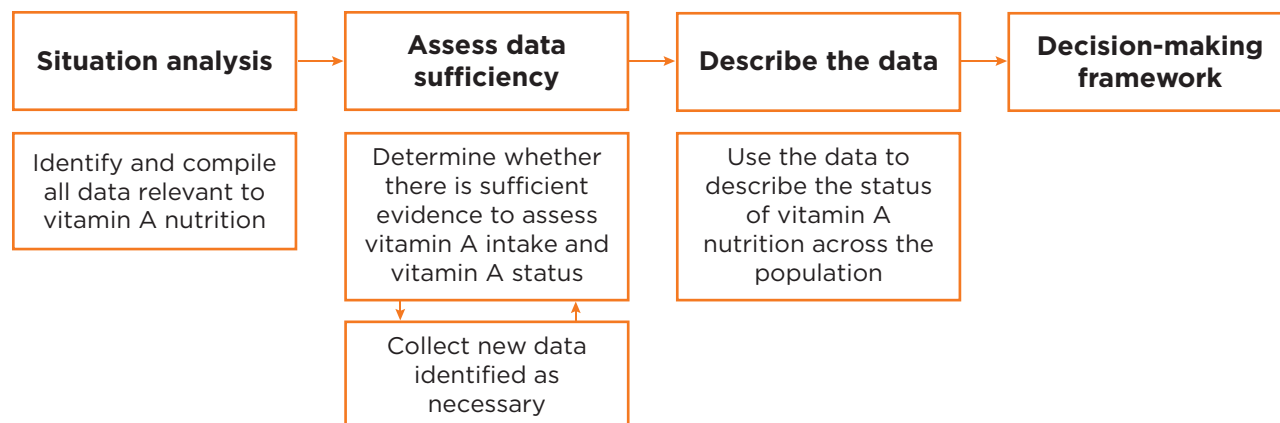 Situation analysis
Assess data
sufficiency
Describe the data
Decision-making
framework
Identify and compile
all data relevant to
vitamin A nutrition
Determine whether
there is sufficient
evidence to assess
vitamin A intake and
vitamin A status
Use the data to
describe the status
of vitamin A
nutrition across the
population
Collect new data
identified as
necessary